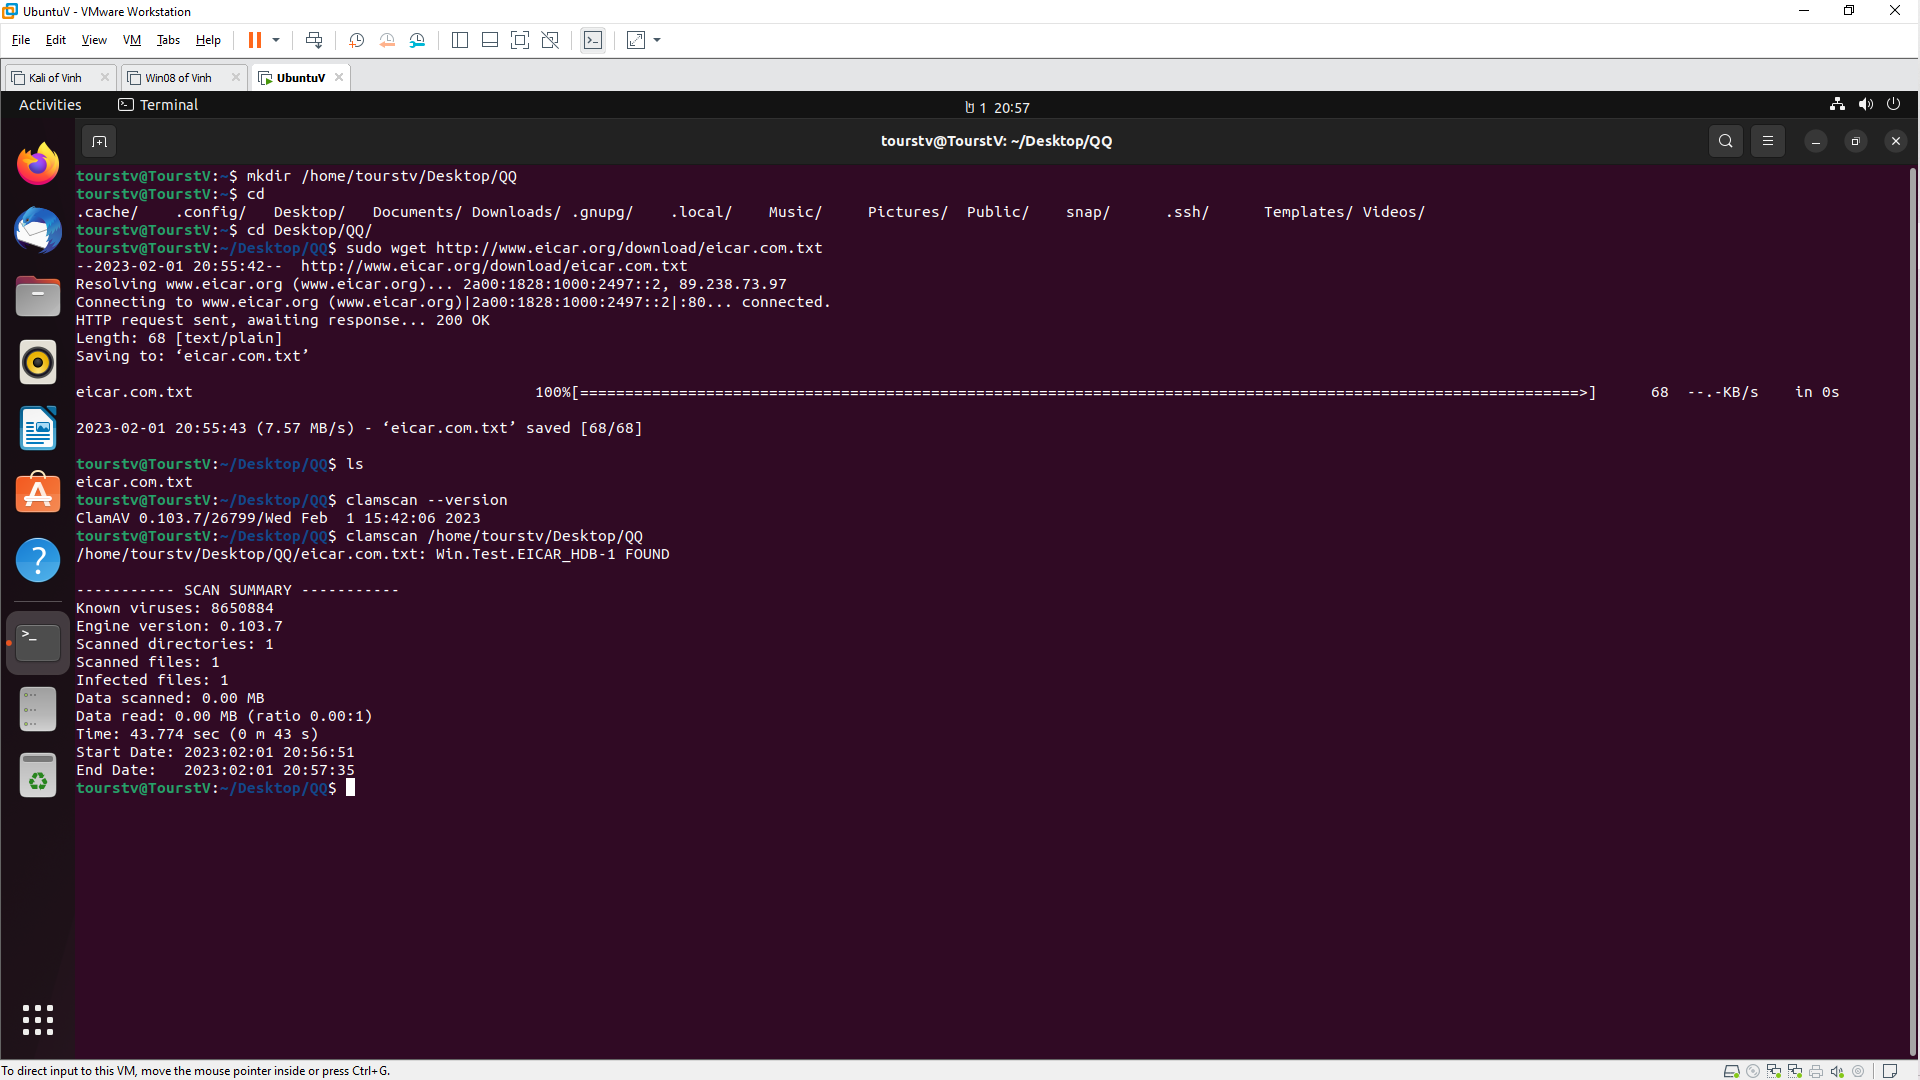 UbuntuV - VMware Workstation
File Edit View VM Tabs Help
Kali of Vinh Win08 of Vinh UbuntuV
Activities Terminal 1 20:57
tourstv@TourstV: ~/Desktop/QQ
tourstv@TourstV:~$ mkdir /home/tourstv/Desktop/QQ
tourstv@TourstV:~$ cd
.cache/ .config/ Desktop/ Documents/ Downloads/ .gnupg/ .local/ Music/ Pictures/ Public/ snap/ .ssh/ Templates/ Videos/
tourstv@TourstV:~$ cd Desktop/QQ/
tourstv@TourstV:~/Desktop/QQ$ sudo wget http://www.eicar.org/download/eicar.com.txt
--2023-02-01 20:55:42-- http://www.eicar.org/download/eicar.com.txt
Resolving www.eicar.org (www.eicar.org)... 2a00:1828:1000:2497::2, 89.238.73.97
Connecting to www.eicar.org (www.eicar.org)|2a00:1828:1000:2497::2|:80... connected.
HTTP request sent, awaiting response... 200 OK
Length: 68 [text/plain]
Saving to: ‘eicar.com.txt’
eicar.com.txt 100%[===============================================================================================================>] 68 --.-KB/s in 0s
2023-02-01 20:55:43 (7.57 MB/s) - ‘eicar.com.txt’ saved [68/68]
tourstv@TourstV:~/Desktop/QQ$ ls
eicar.com.txt
tourstv@TourstV:~/Desktop/QQ$ clamscan --version
ClamAV 0.103.7/26799/Wed Feb  1 15:42:06 2023
tourstv@TourstV:~/Desktop/QQ$ clamscan /home/tourstv/Desktop/QQ
/home/tourstv/Desktop/QQ/eicar.com.txt: Win.Test.EICAR_HDB-1 FOUND
----------- SCAN SUMMARY -----------
Known viruses: 8650884
Engine version: 0.103.7
Scanned directories: 1
Scanned files: 1
Infected files: 1
Data scanned: 0.00 MB
Data read: 0.00 MB (ratio 0.00:1)
Time: 43.774 sec (0 m 43 s)
Start Date: 2023:02:01 20:56:51
End Date:   2023:02:01 20:57:35
tourstv@TourstV:~/Desktop/QQ$
To direct input to this VM, move the mouse pointer inside or press Ctrl+G.